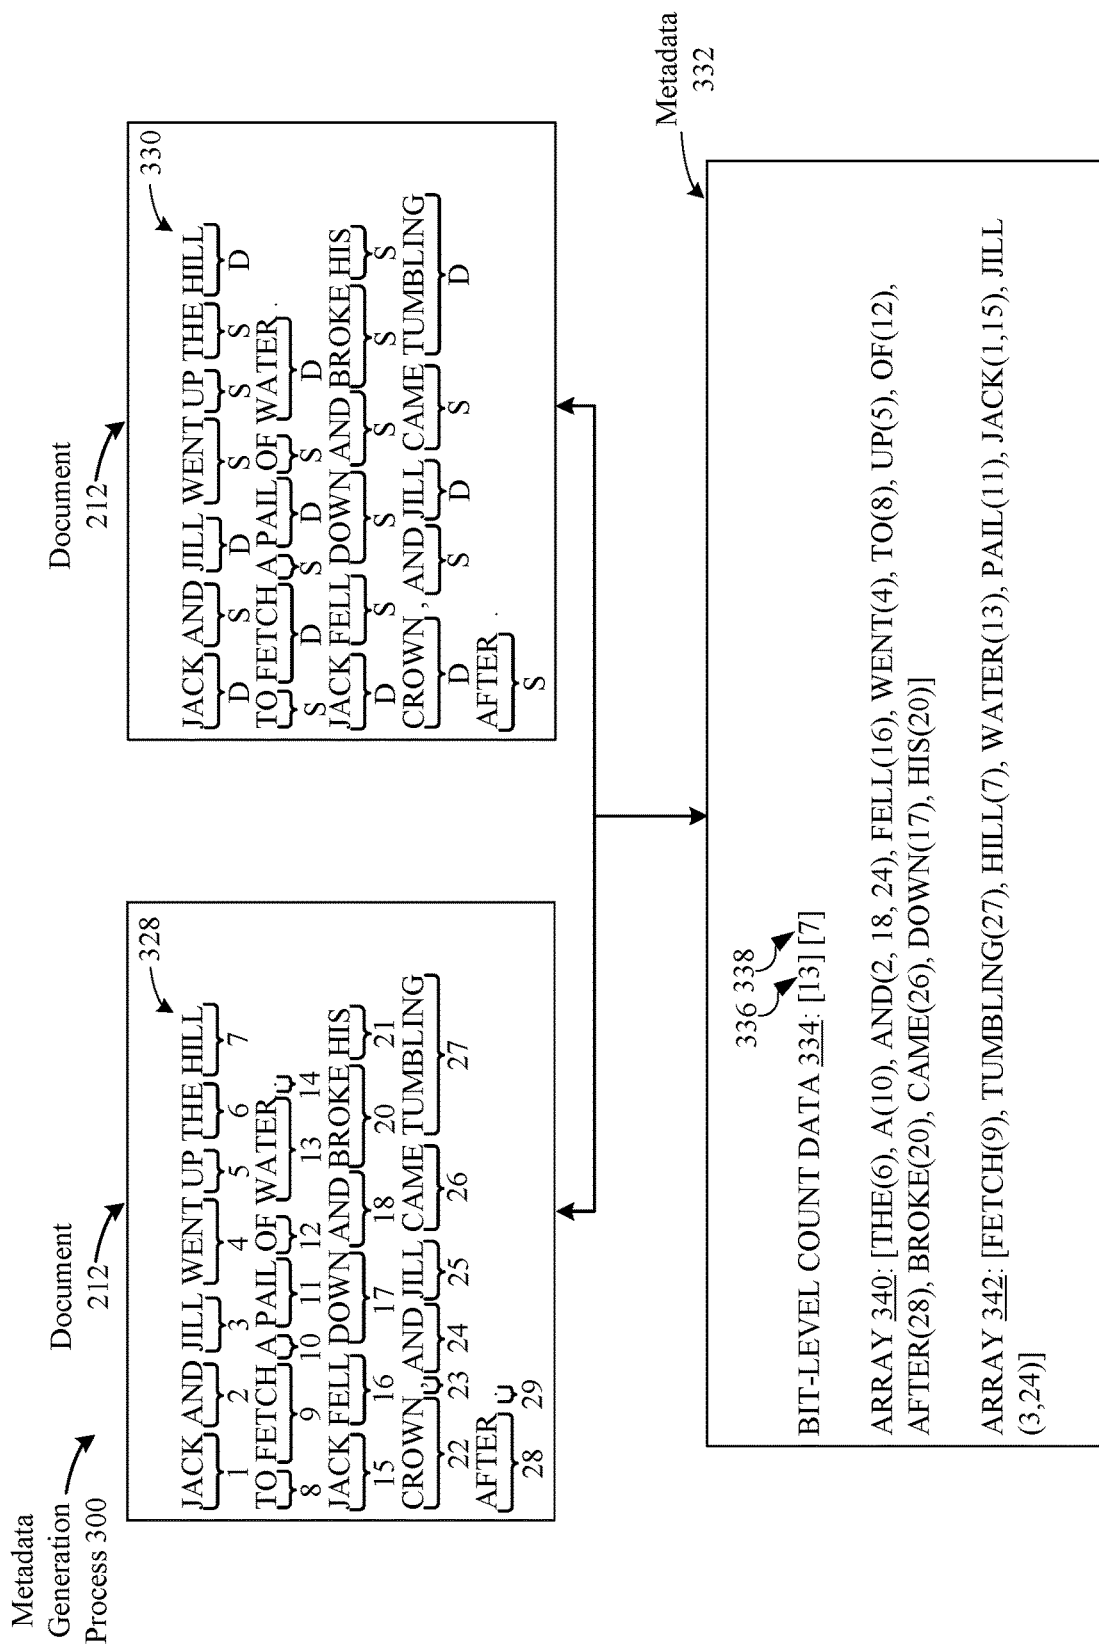 Metadata
Generation
Process 300
Document
212
328
JACK AND JILL WENT UP THE HILL
1 2 3 4 5 6 7
TO FETCH A PAIL OF WATER.
8 9 10 11 12 13 14
JACK FELL DOWN AND BROKE HIS
15 16 17 18 20 21
CROWN, AND JILL CAME TUMBLING
22 23 24 25 26 27
AFTER.
28 29
Document
212
330
JACK AND JILL WENT UP THE HILL
D S D S S S D
TO FETCH A PAIL OF WATER.
S D S D S D
JACK FELL DOWN AND BROKE HIS
D S S S S S
CROWN, AND JILL CAME TUMBLING
D S D S D
AFTER.
S
Metadata
332
336 338
BIT-LEVEL COUNT DATA 334: [13] [7]
ARRAY 340: [THE(6), A(10), AND(2, 18, 24), FELL(16), WENT(4), TO(8), UP(5), OF(12),
AFTER(28), BROKE(20), CAME(26), DOWN(17), HIS(20)]
ARRAY 342: [FETCH(9), TUMBLING(27), HILL(7), WATER(13), PAIL(11), JACK(1,15), JILL
(3,24)]